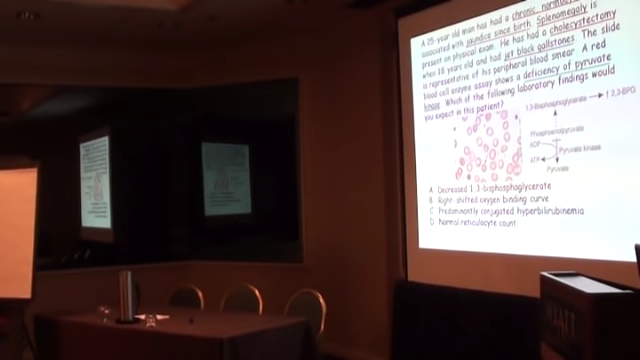 A 25-year old man has had a chronic, normocy
associated with jaundice since birth. Splenomegaly is
present on physical exam. He has had a cholecystectomy
when 18 years old and had jet black gallstones. The slide
is representative of his peripheral blood smear. A red
blood cell enzyme assay shows a deficiency of pyruvate
kinase. Which of the following laboratory findings would
you expect in this patient?
1,3-Bisphosphoglycerate → ↑ 2,3-BPG
Phosphoenolpyruvate
ADP
Pyruvate kinase
ATP
Pyruvate
A Decreased 1,3-bisphosphoglycerate
B Right-shifted oxygen binding curve
C Predominantly conjugated hyperbilirubinemia
D Normal reticulocyte count
HYATT